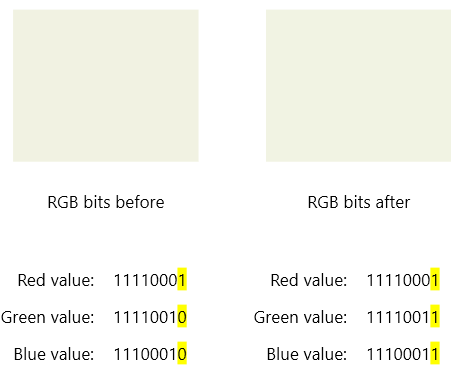 RGB bits before
RGB bits after
Red value: 11110001
Green value: 11110010
Blue value: 11100010
Red value: 11110001
Green value: 11110011
Blue value: 11100011